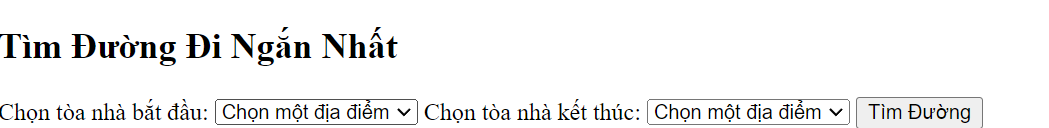 Tìm Đường Đi Ngắn Nhất
Chọn tòa nhà bắt đầu: Chọn một địa điểm Chọn tòa nhà kết thúc: Chọn một địa điểm Tìm Đường